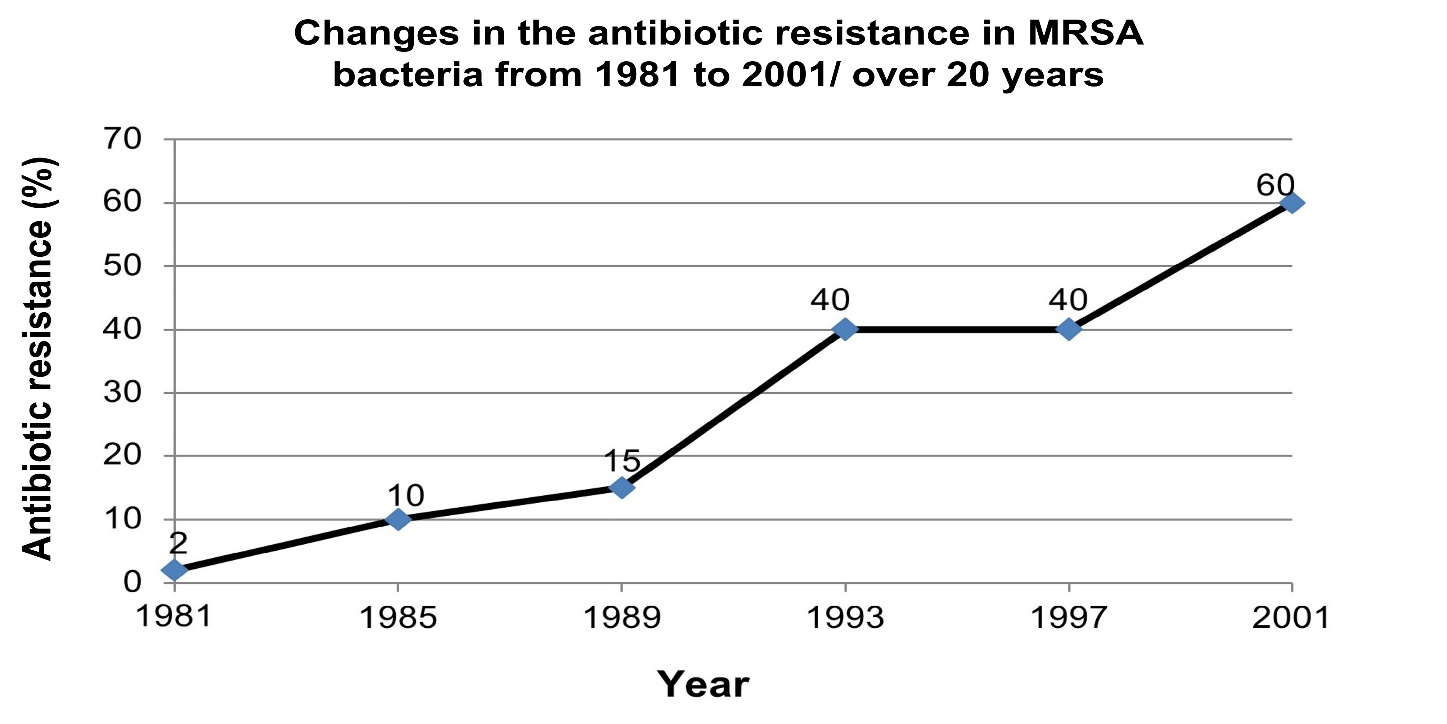 Changes in the antibiotic resistance in MRSA
bacteria from 1981 to 2001/ over 20 years
Antibiotic resistance (%)
70
60
50
40
30
20
10
0
2
10
15
40
40
60
1981 1985 1989 1993 1997 2001
Year